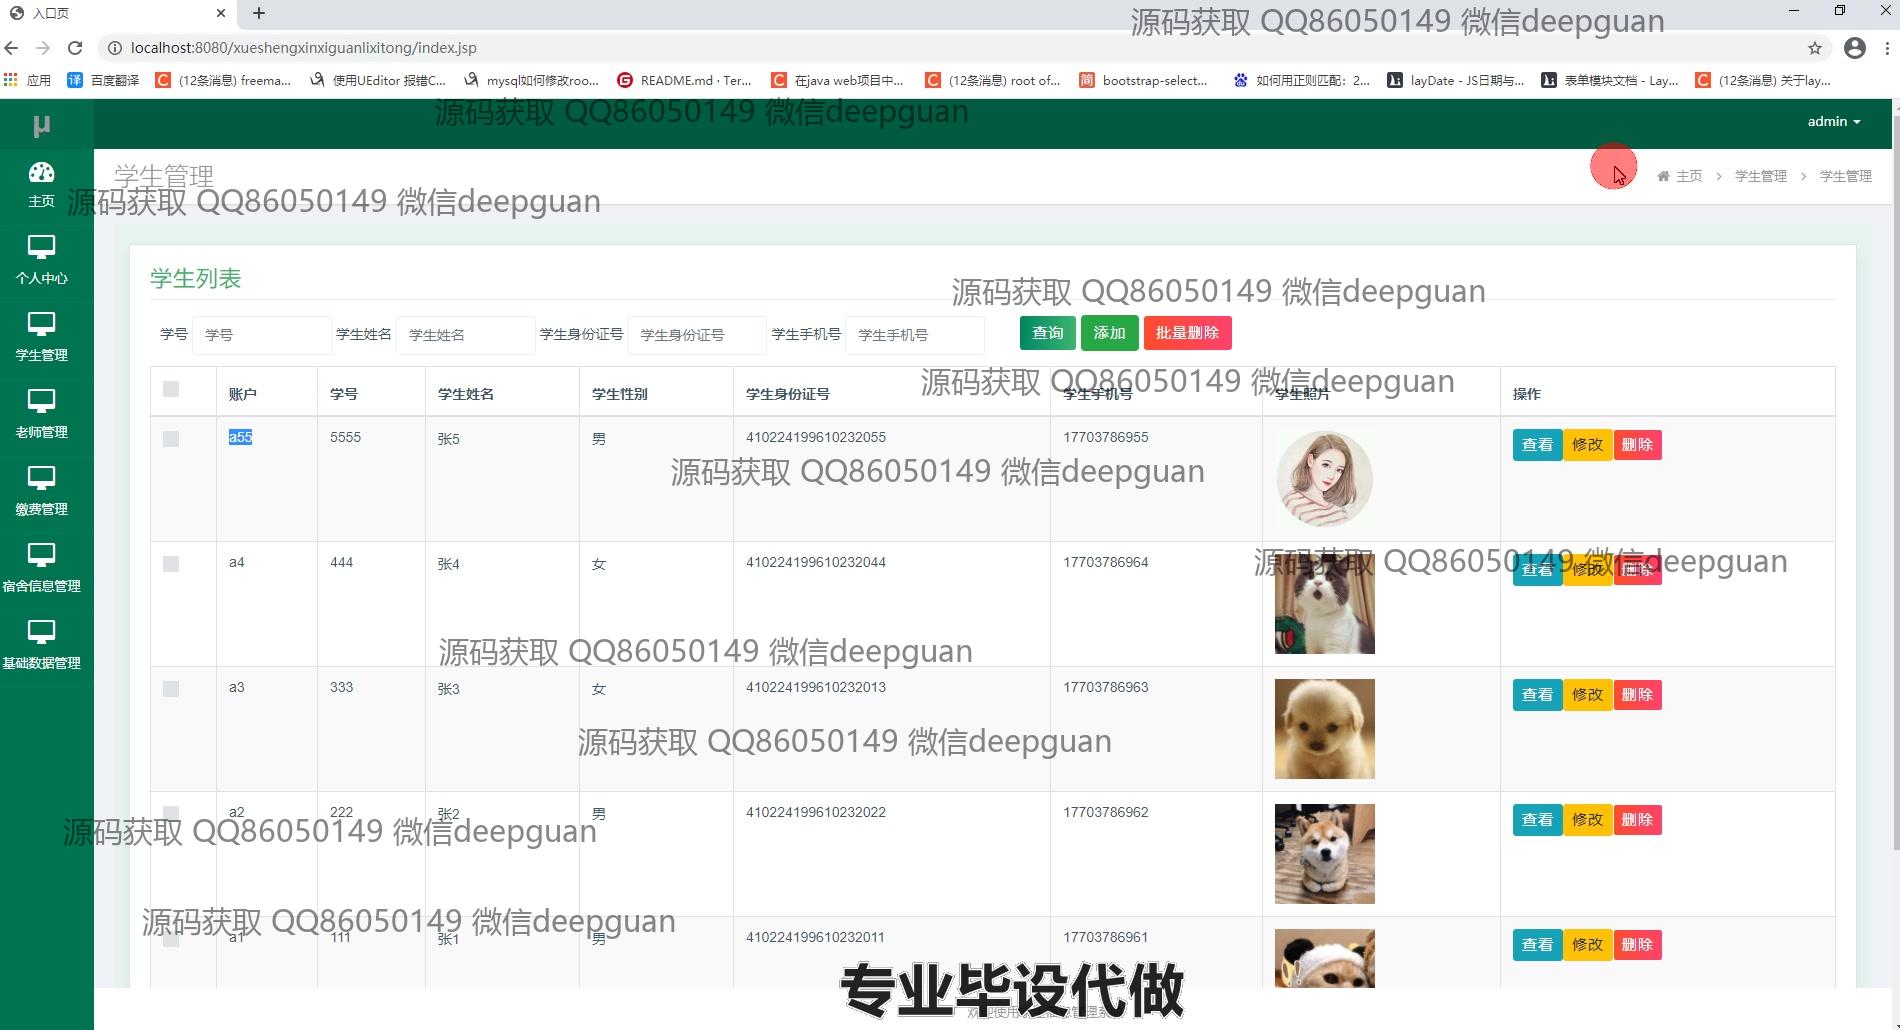 入口页
源码获取 QQ86050149 微信deepguan
localhost:8080/xueshengxinxiguanlixitong/index.jsp
应用 百度翻译 (12条消息) freema... 使用UEditor 报错C... mysql如何修改roo... README.md · Ter... 在java web项目中... (12条消息) root of... bootstrap-select... 如何用正则匹配：2... layDate - JS日期与... 表单模块文档 - Lay... (12条消息) 关于lay...
μ
源码获取 QQ86050149 微信deepguan
admin
主页
个人中心
学生管理
老师管理
缴费管理
宿舍信息管理
基础数据管理
学生管理
主页 > 学生管理 > 学生管理
源码获取 QQ86050149 微信deepguan
学生列表
源码获取 QQ86050149 微信deepguan
学号 学号 学生姓名 学生姓名 学生身份证号 学生身份证号 学生手机号 学生手机号 查询 添加 批量删除
账户 学号 学生姓名 学生性别 学生身份证号 学生手机号 学生照片 操作
源码获取 QQ86050149 微信deepguan
a55 5555 张5 男 410224199610232055 17703786955 查看 修改 删除
源码获取 QQ86050149 微信deepguan
a4 444 张4 女 410224199610232044 17703786964 查看 修改 删除
源码获取 QQ86050149 微信deepguan
源码获取 QQ86050149 微信deepguan
a3 333 张3 女 410224199610232013 17703786963 查看 修改 删除
源码获取 QQ86050149 微信deepguan
a2 222 张2 男 410224199610232022 17703786962 查看 修改 删除
源码获取 QQ86050149 微信deepguan
源码获取 QQ86050149 微信deepguan
a1 111 张1 男 410224199610232011 17703786961 查看 修改 删除
专业毕设代做